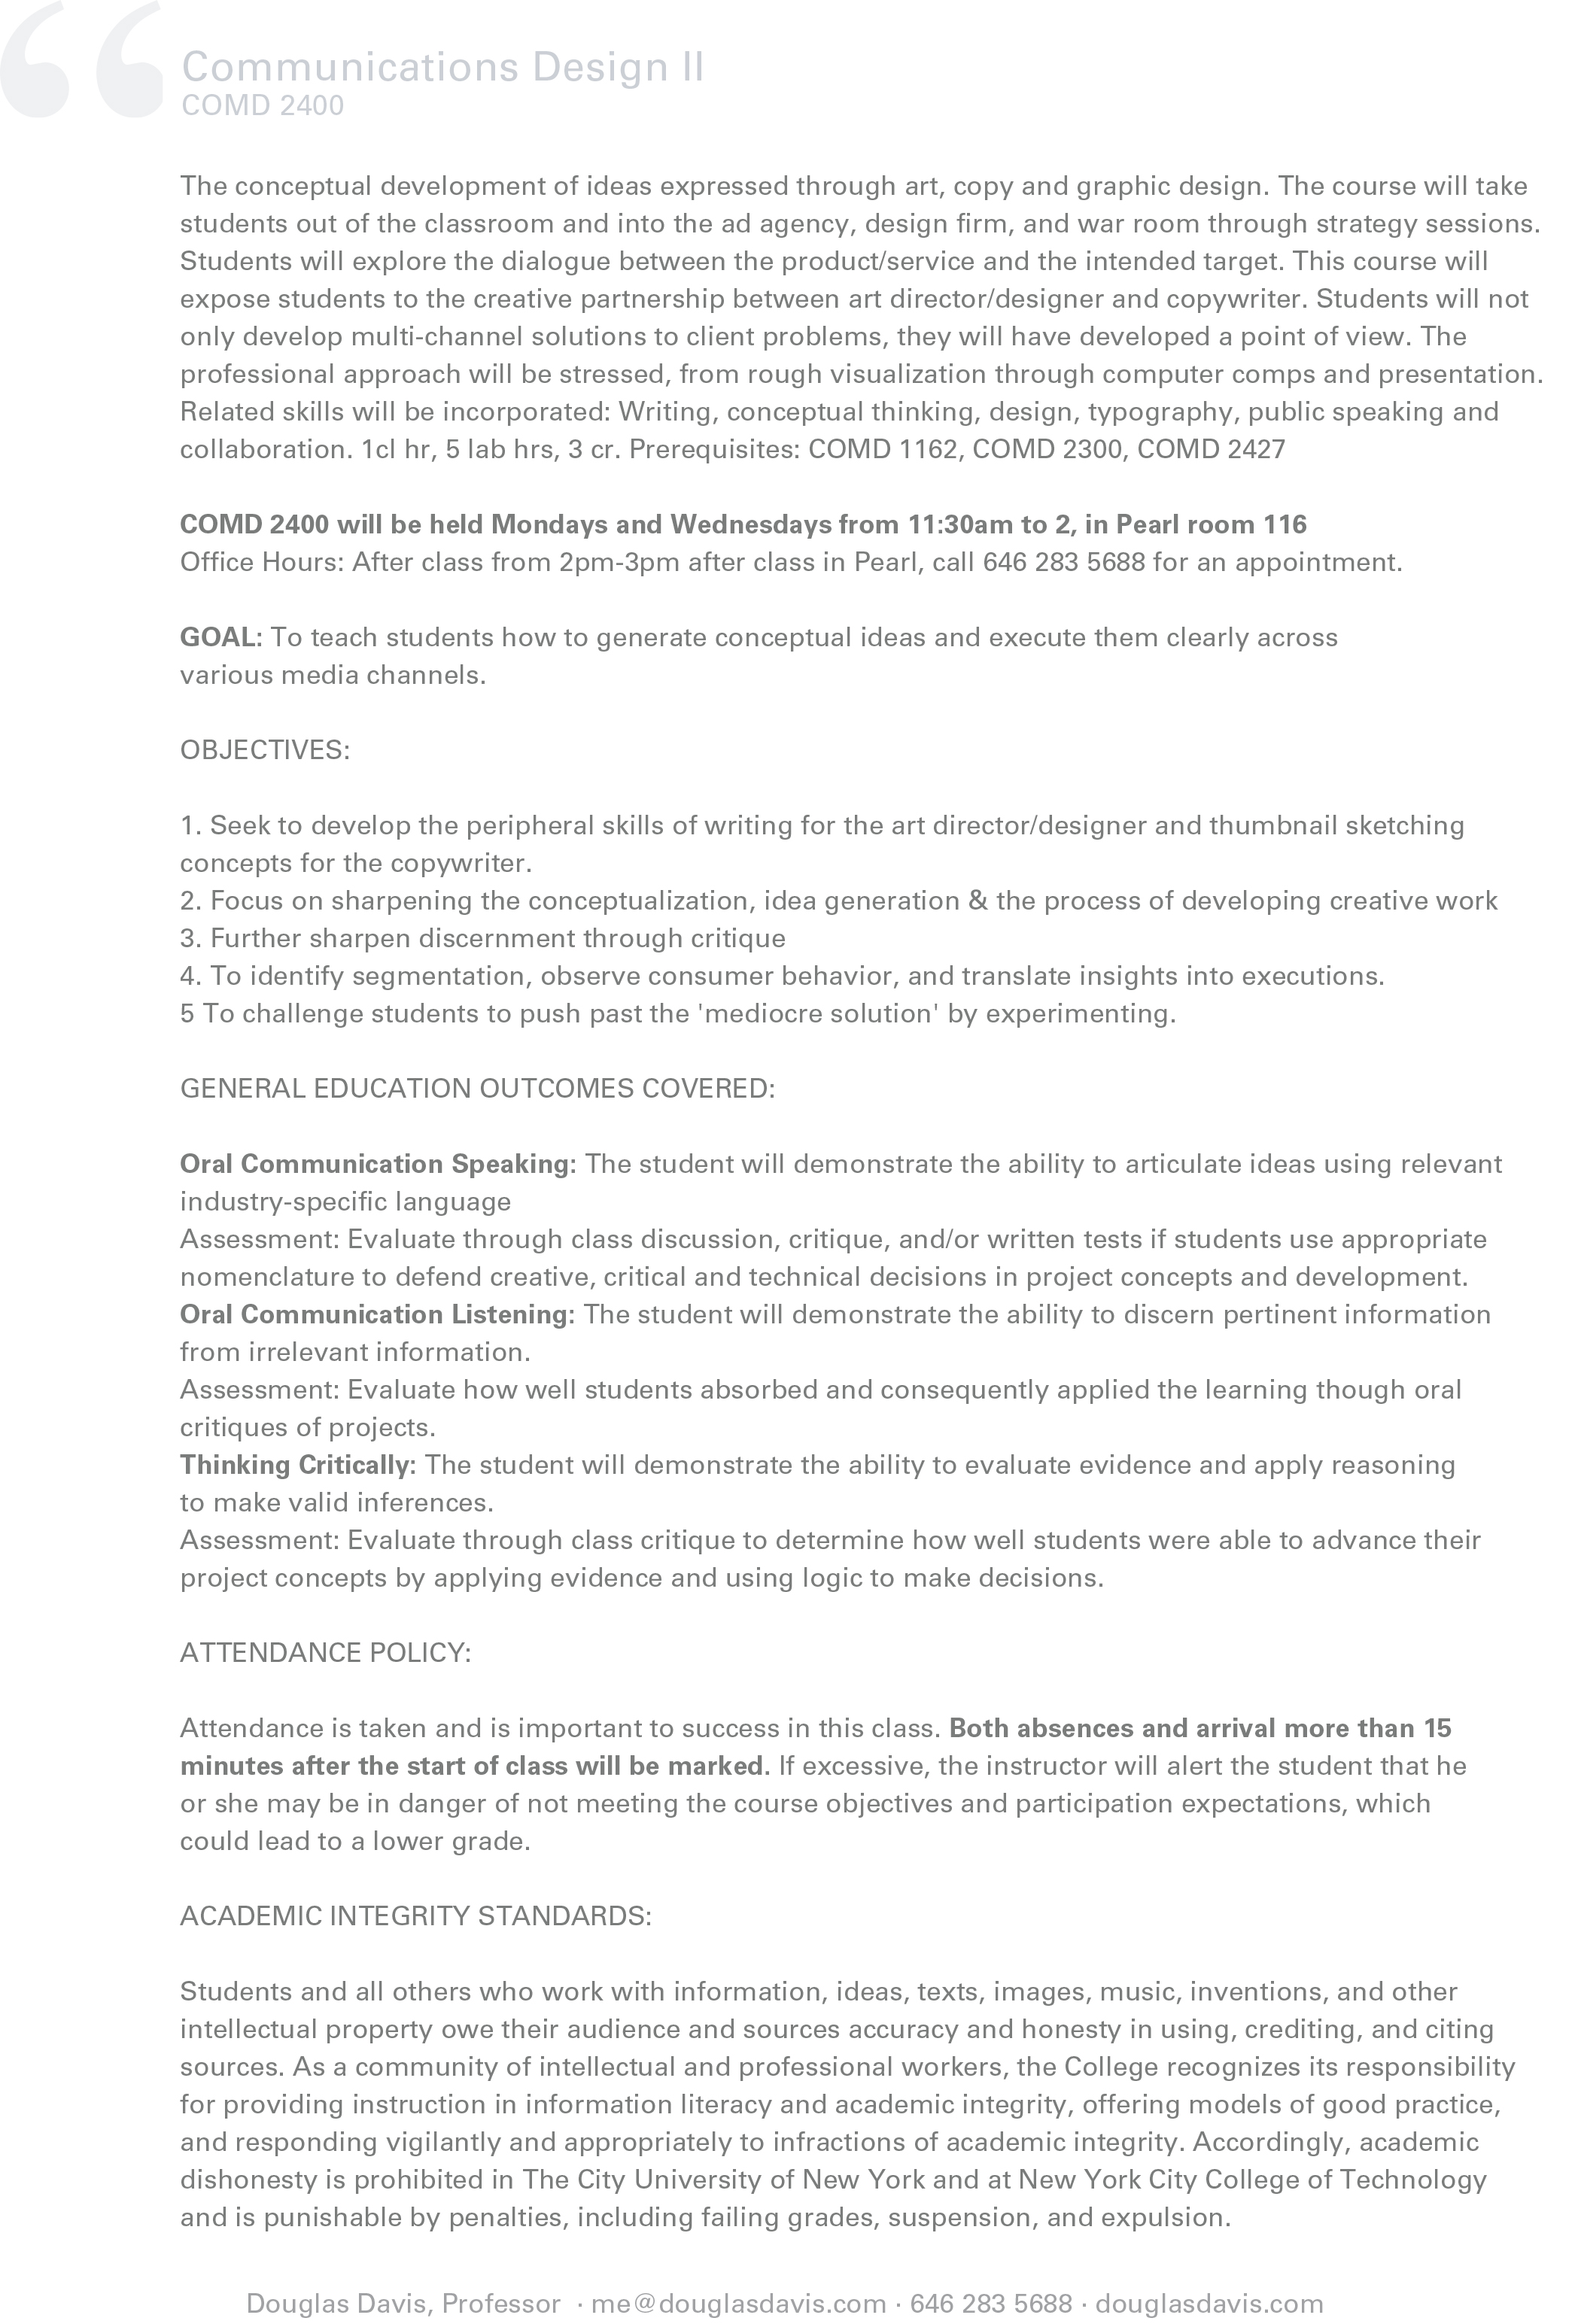 “
Communications Design II
COMD 2400
The conceptual development of ideas expressed through art, copy and graphic design. The course will take
students out of the classroom and into the ad agency, design firm, and war room through strategy sessions.
Students will explore the dialogue between the product/service and the intended target. This course will
expose students to the creative partnership between art director/designer and copywriter. Students will not
only develop multi-channel solutions to client problems, they will have developed a point of view. The
professional approach will be stressed, from rough visualization through computer comps and presentation.
Related skills will be incorporated: Writing, conceptual thinking, design, typography, public speaking and
collaboration. 1cl hr, 5 lab hrs, 3 cr. Prerequisites: COMD 1162, COMD 2300, COMD 2427
COMD 2400 will be held Mondays and Wednesdays from 11:30am to 2, in Pearl room 116
Office Hours: After class from 2pm-3pm after class in Pearl, call 646 283 5688 for an appointment.
GOAL: To teach students how to generate conceptual ideas and execute them clearly across
various media channels.
OBJECTIVES:
1. Seek to develop the peripheral skills of writing for the art director/designer and thumbnail sketching
concepts for the copywriter.
2. Focus on sharpening the conceptualization, idea generation & the process of developing creative work
3. Further sharpen discernment through critique
4. To identify segmentation, observe consumer behavior, and translate insights into executions.
5 To challenge students to push past the 'mediocre solution' by experimenting.
GENERAL EDUCATION OUTCOMES COVERED:
Oral Communication Speaking: The student will demonstrate the ability to articulate ideas using relevant
industry-specific language
Assessment: Evaluate through class discussion, critique, and/or written tests if students use appropriate
nomenclature to defend creative, critical and technical decisions in project concepts and development.
Oral Communication Listening: The student will demonstrate the ability to discern pertinent information
from irrelevant information.
Assessment: Evaluate how well students absorbed and consequently applied the learning though oral
critiques of projects.
Thinking Critically: The student will demonstrate the ability to evaluate evidence and apply reasoning
to make valid inferences.
Assessment: Evaluate through class critique to determine how well students were able to advance their
project concepts by applying evidence and using logic to make decisions.
ATTENDANCE POLICY:
Attendance is taken and is important to success in this class. Both absences and arrival more than 15
minutes after the start of class will be marked. If excessive, the instructor will alert the student that he
or she may be in danger of not meeting the course objectives and participation expectations, which
could lead to a lower grade.
ACADEMIC INTEGRITY STANDARDS:
Students and all others who work with information, ideas, texts, images, music, inventions, and other
intellectual property owe their audience and sources accuracy and honesty in using, crediting, and citing
sources. As a community of intellectual and professional workers, the College recognizes its responsibility
for providing instruction in information literacy and academic integrity, offering models of good practice,
and responding vigilantly and appropriately to infractions of academic integrity. Accordingly, academic
dishonesty is prohibited in The City University of New York and at New York City College of Technology
and is punishable by penalties, including failing grades, suspension, and expulsion.
Douglas Davis, Professor · me@douglasdavis.com · 646 283 5688 · douglasdavis.com